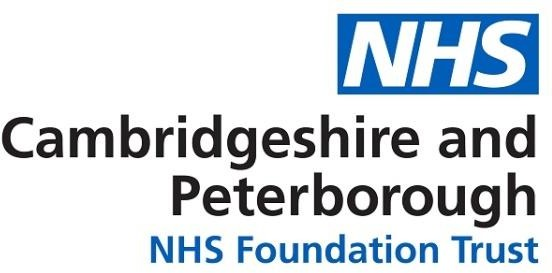 NHS
Cambridgeshire and
Peterborough
NHS Foundation Trust